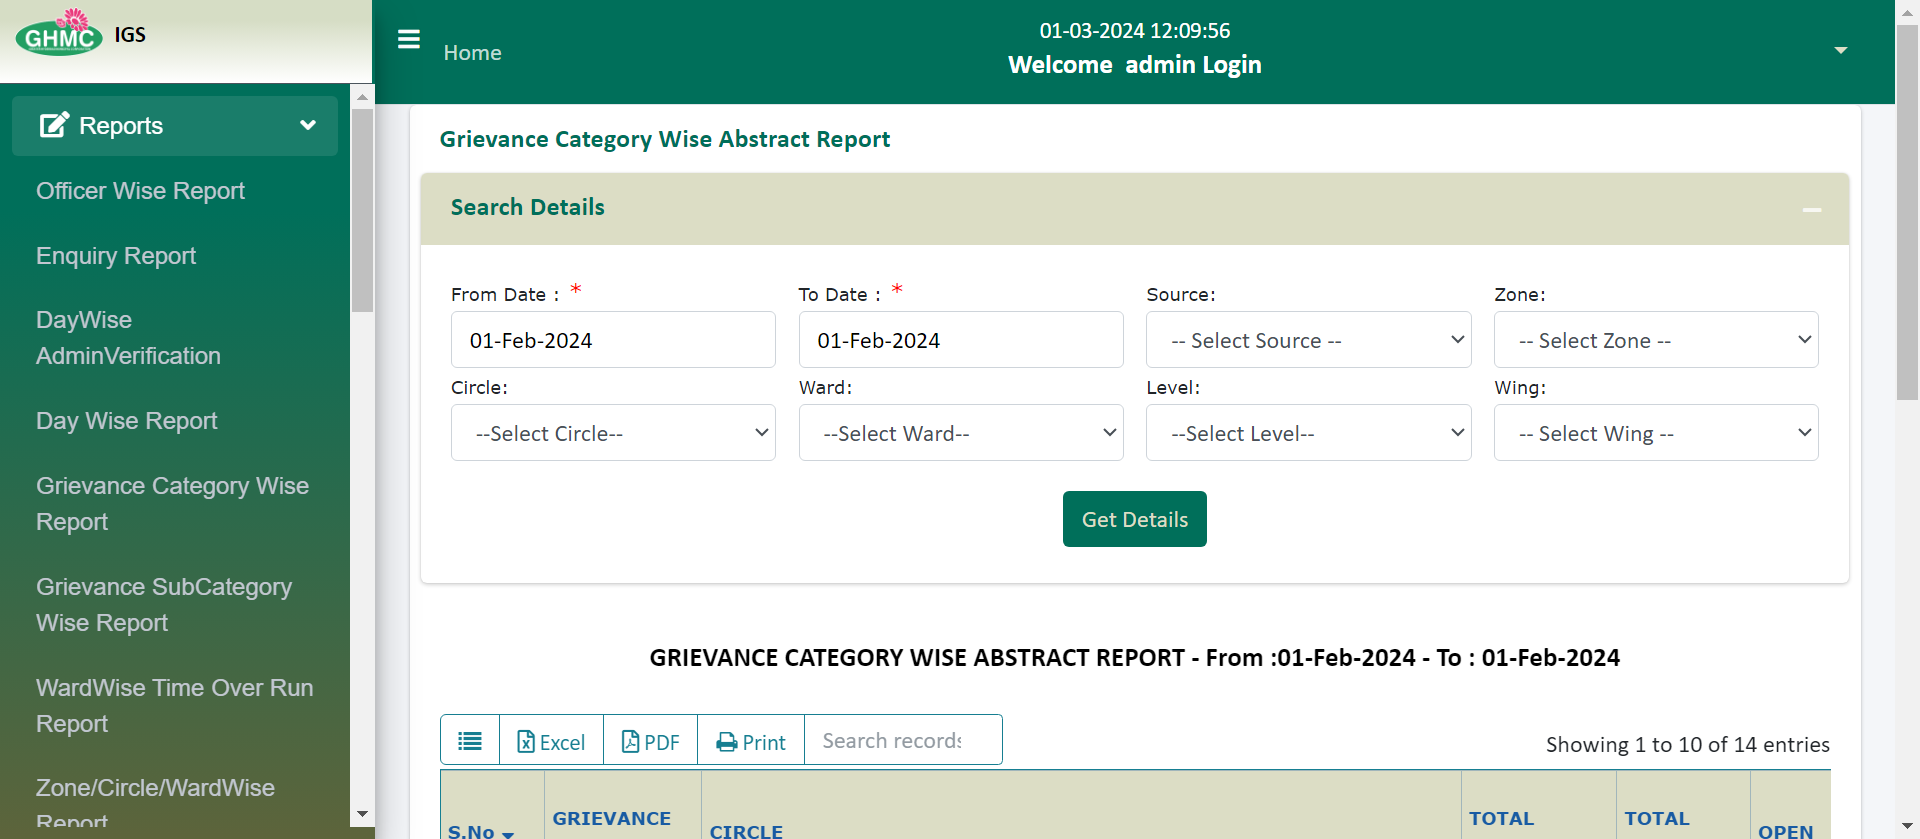 GHMC
IGS
Home
01-03-2024 12:09:56
Welcome admin Login
Reports
Officer Wise Report
Enquiry Report
DayWise
AdminVerification
Day Wise Report
Grievance Category Wise
Report
Grievance SubCategory
Wise Report
WardWise Time Over Run
Report
Zone/Circle/WardWise
Report
Grievance Category Wise Abstract Report
Search Details
From Date : *
To Date : *
Source:
Zone:
01-Feb-2024
01-Feb-2024
-- Select Source --
-- Select Zone --
Circle:
Ward:
Level:
Wing:
--Select Circle--
--Select Ward--
--Select Level--
-- Select Wing --
Get Details
GRIEVANCE CATEGORY WISE ABSTRACT REPORT - From :01-Feb-2024 - To : 01-Feb-2024
Excel
PDF
Print
Search records
Showing 1 to 10 of 14 entries
S.No
GRIEVANCE
CIRCLE
TOTAL
TOTAL
OPEN